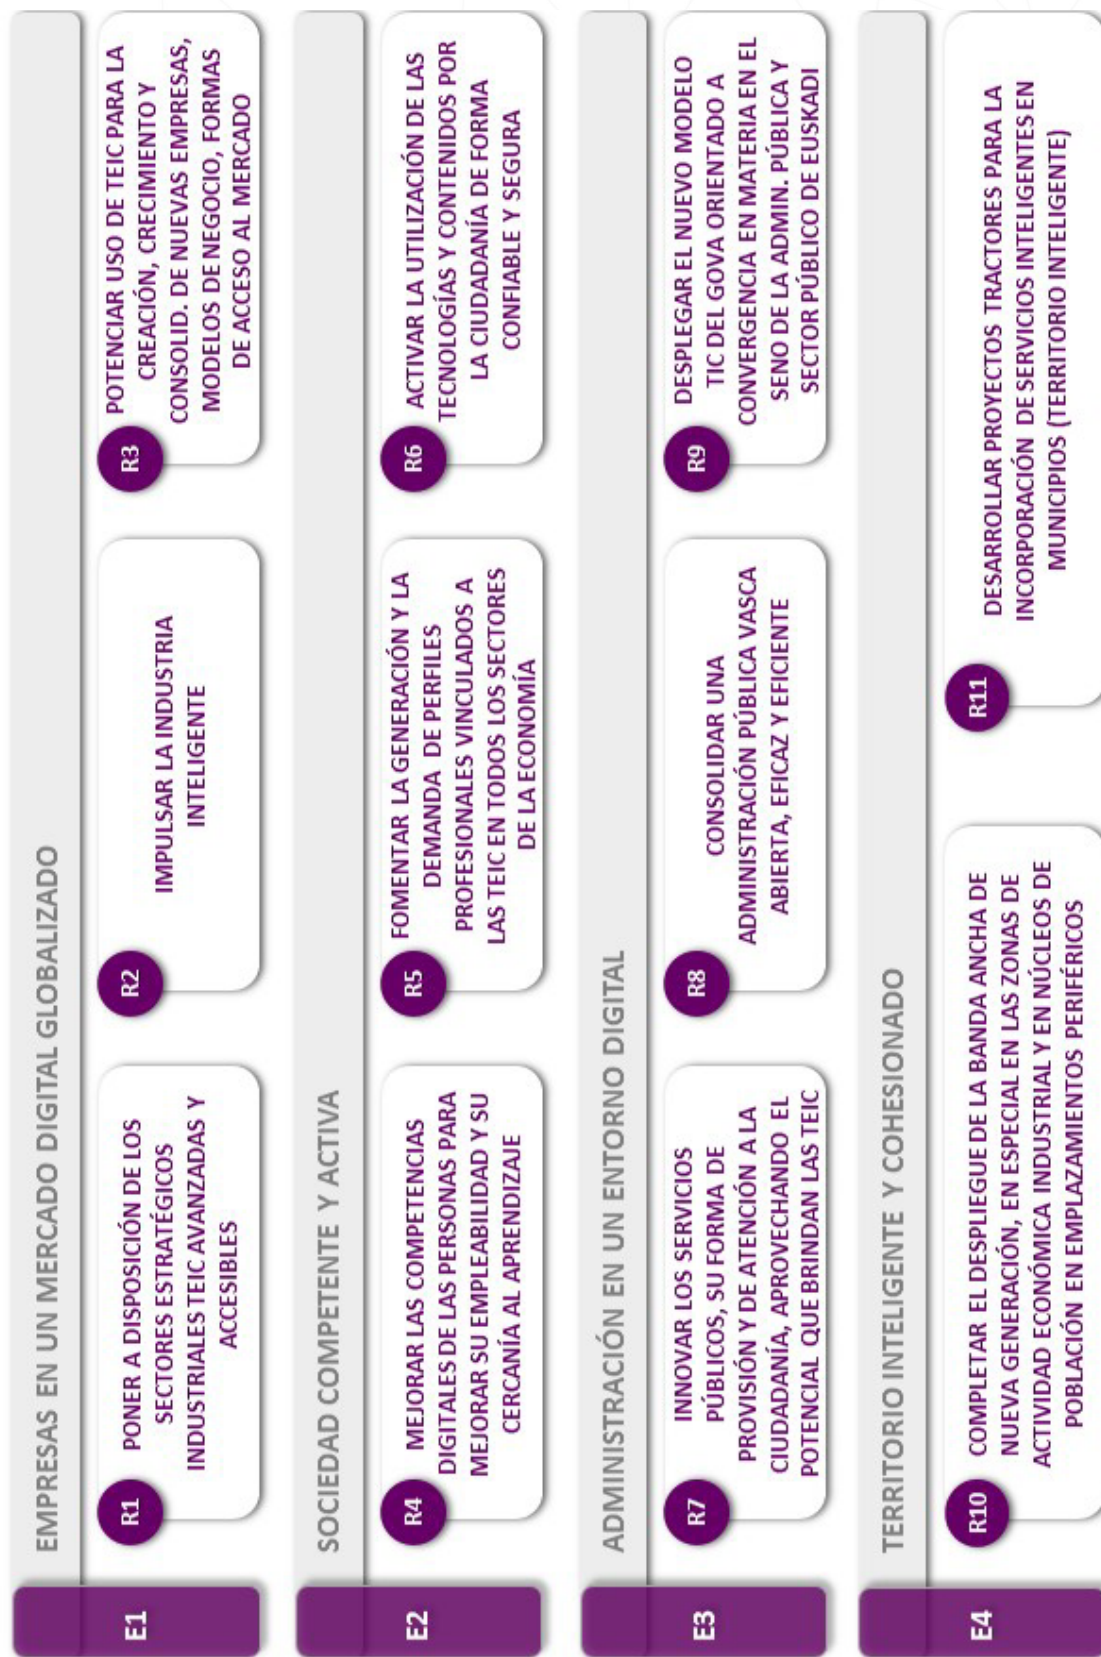 E1
EMPRESAS EN UN MERCADO DIGITAL GLOBALIZADO
R1
PONER A DISPOSICIÓN DE LOS
SECTORES ESTRATÉGICOS
INDUSTRIALES TEIC AVANZADAS Y
ACCESIBLES
R2
IMPULSAR LA INDUSTRIA
INTELIGENTE
R3
POTENCIAR USO DE TEIC PARA LA
CREACIÓN, CRECIMIENTO Y
CONSOLID. DE NUEVAS EMPRESAS,
MODELOS DE NEGOCIO, FORMAS
DE ACCESO AL MERCADO
E2
SOCIEDAD COMPETENTE Y ACTIVA
R4
MEJORAR LAS COMPETENCIAS
DIGITALES DE LAS PERSONAS PARA
MEJORAR SU EMPLEABILIDAD Y SU
CERCANÍA AL APRENDIZAJE
R5
FOMENTAR LA GENERACIÓN Y LA
DEMANDA DE PERFILES
PROFESIONALES VINCULADOS A
LAS TEIC EN TODOS LOS SECTORES
DE LA ECONOMÍA
R6
ACTIVAR LA UTILIZACIÓN DE LAS
TECNOLOGÍAS Y CONTENIDOS POR
LA CIUDADANÍA DE FORMA
CONFIABLE Y SEGURA
E3
ADMINISTRACIÓN EN UN ENTORNO DIGITAL
R7
INNOVAR LOS SERVICIOS
PÚBLICOS, SU FORMA DE
PROVISIÓN Y DE ATENCIÓN A LA
CIUDADANÍA, APROVECHANDO EL
POTENCIAL QUE BRINDAN LAS TEIC
R8
CONSOLIDAR UNA
ADMINISTRACIÓN PÚBLICA VASCA
ABIERTA, EFICAZ Y EFICIENTE
R9
DESPLEGAR EL NUEVO MODELO
TIC DEL GOVA ORIENTADO A
CONVERGENCIA EN MATERIA EN EL
SENO DE LA ADMIN. PÚBLICA Y
SECTOR PÚBLICO DE EUSKADI
E4
TERRITORIO INTELIGENTE Y COHESIONADO
R10
COMPLETAR EL DESPLIEGUE DE LA BANDA ANCHA DE
NUEVA GENERACIÓN, EN ESPECIAL EN LAS ZONAS DE
ACTIVIDAD ECONÓMICA INDUSTRIAL Y EN NÚCLEOS DE
POBLACIÓN EN EMPLAZAMIENTOS PERIFÉRICOS
R11
DESARROLLAR PROYECTOS TRACTORES PARA LA
INCORPORACIÓN DE SERVICIOS INTELIGENTES EN
MUNICIPIOS (TERRITORIO INTELIGENTE)